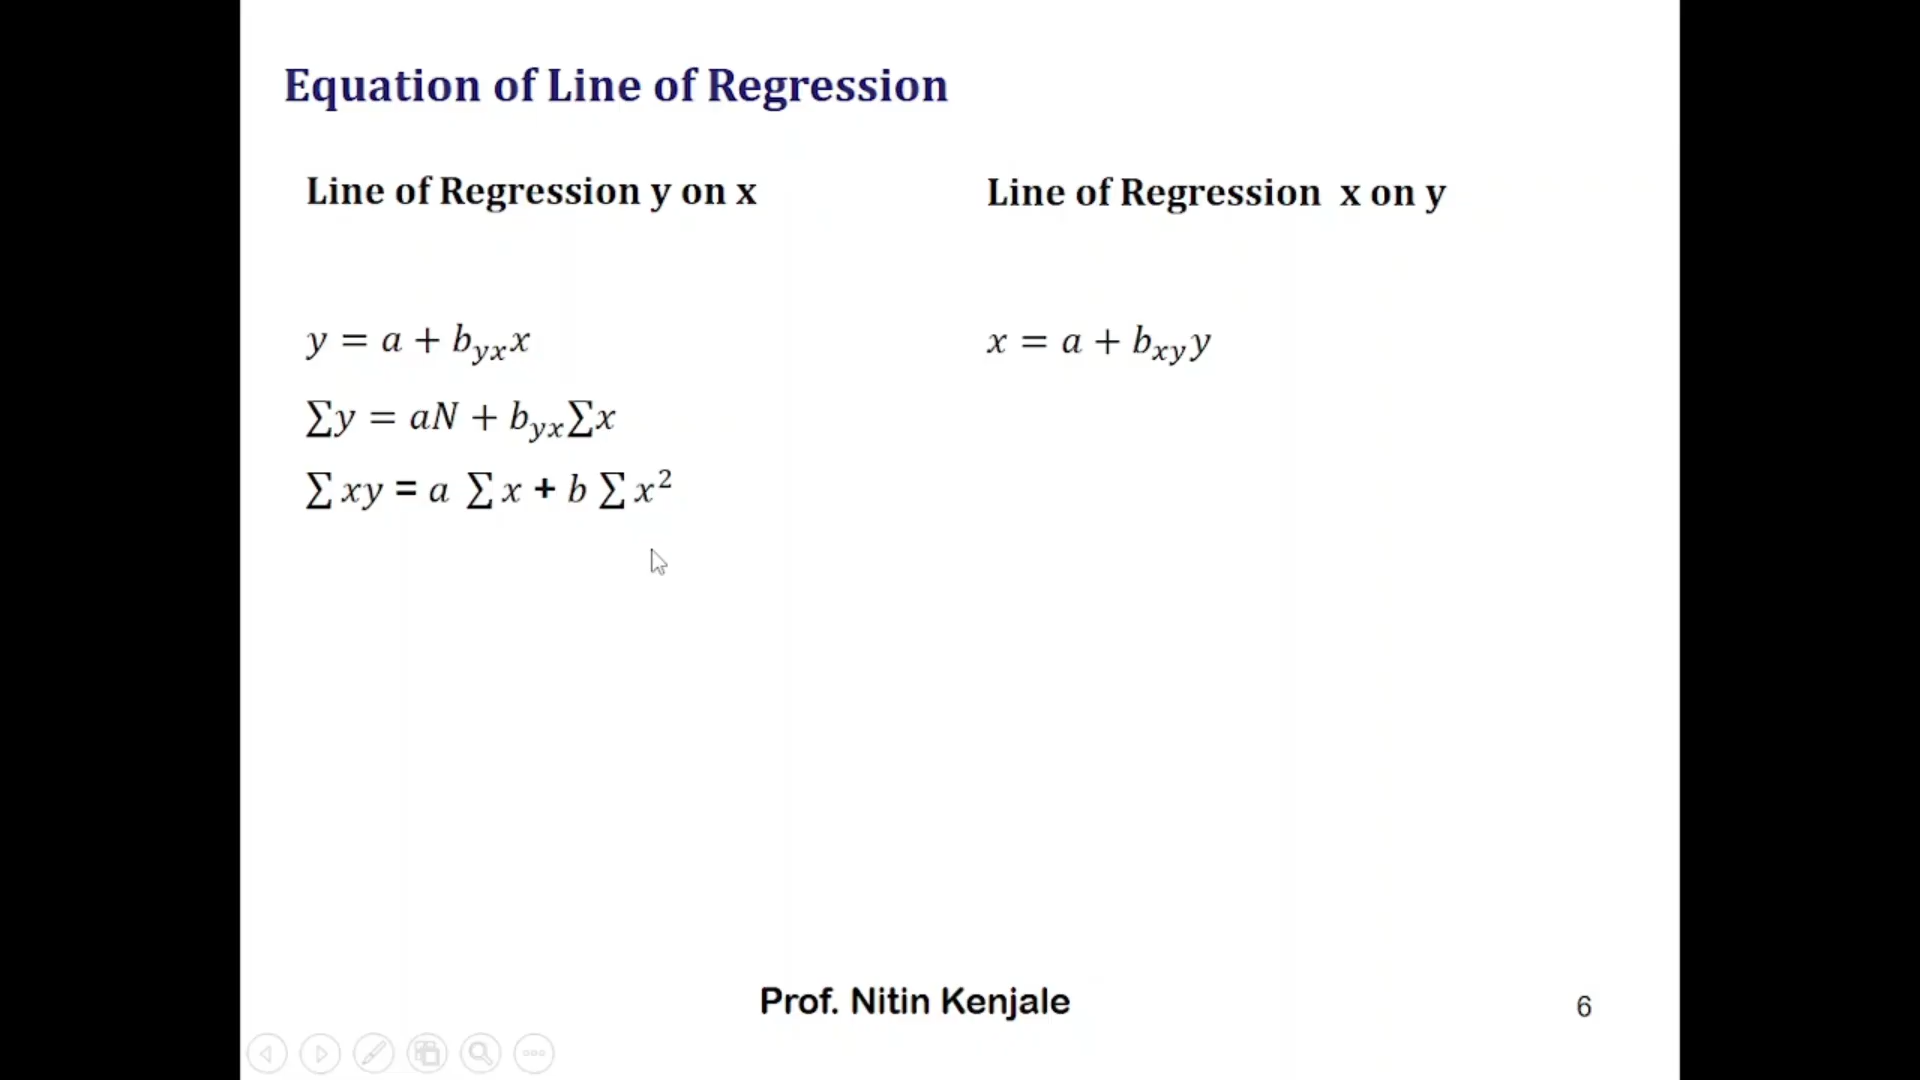 Equation of Line of Regression
Line of Regression y on x
y = a + b_{yx}x
∑y = aN + b_{yx}∑x
∑ xy = a ∑ x + b ∑ x²
Line of Regression x on y
x = a + b_{xy}y
Prof. Nitin Kenjale
6